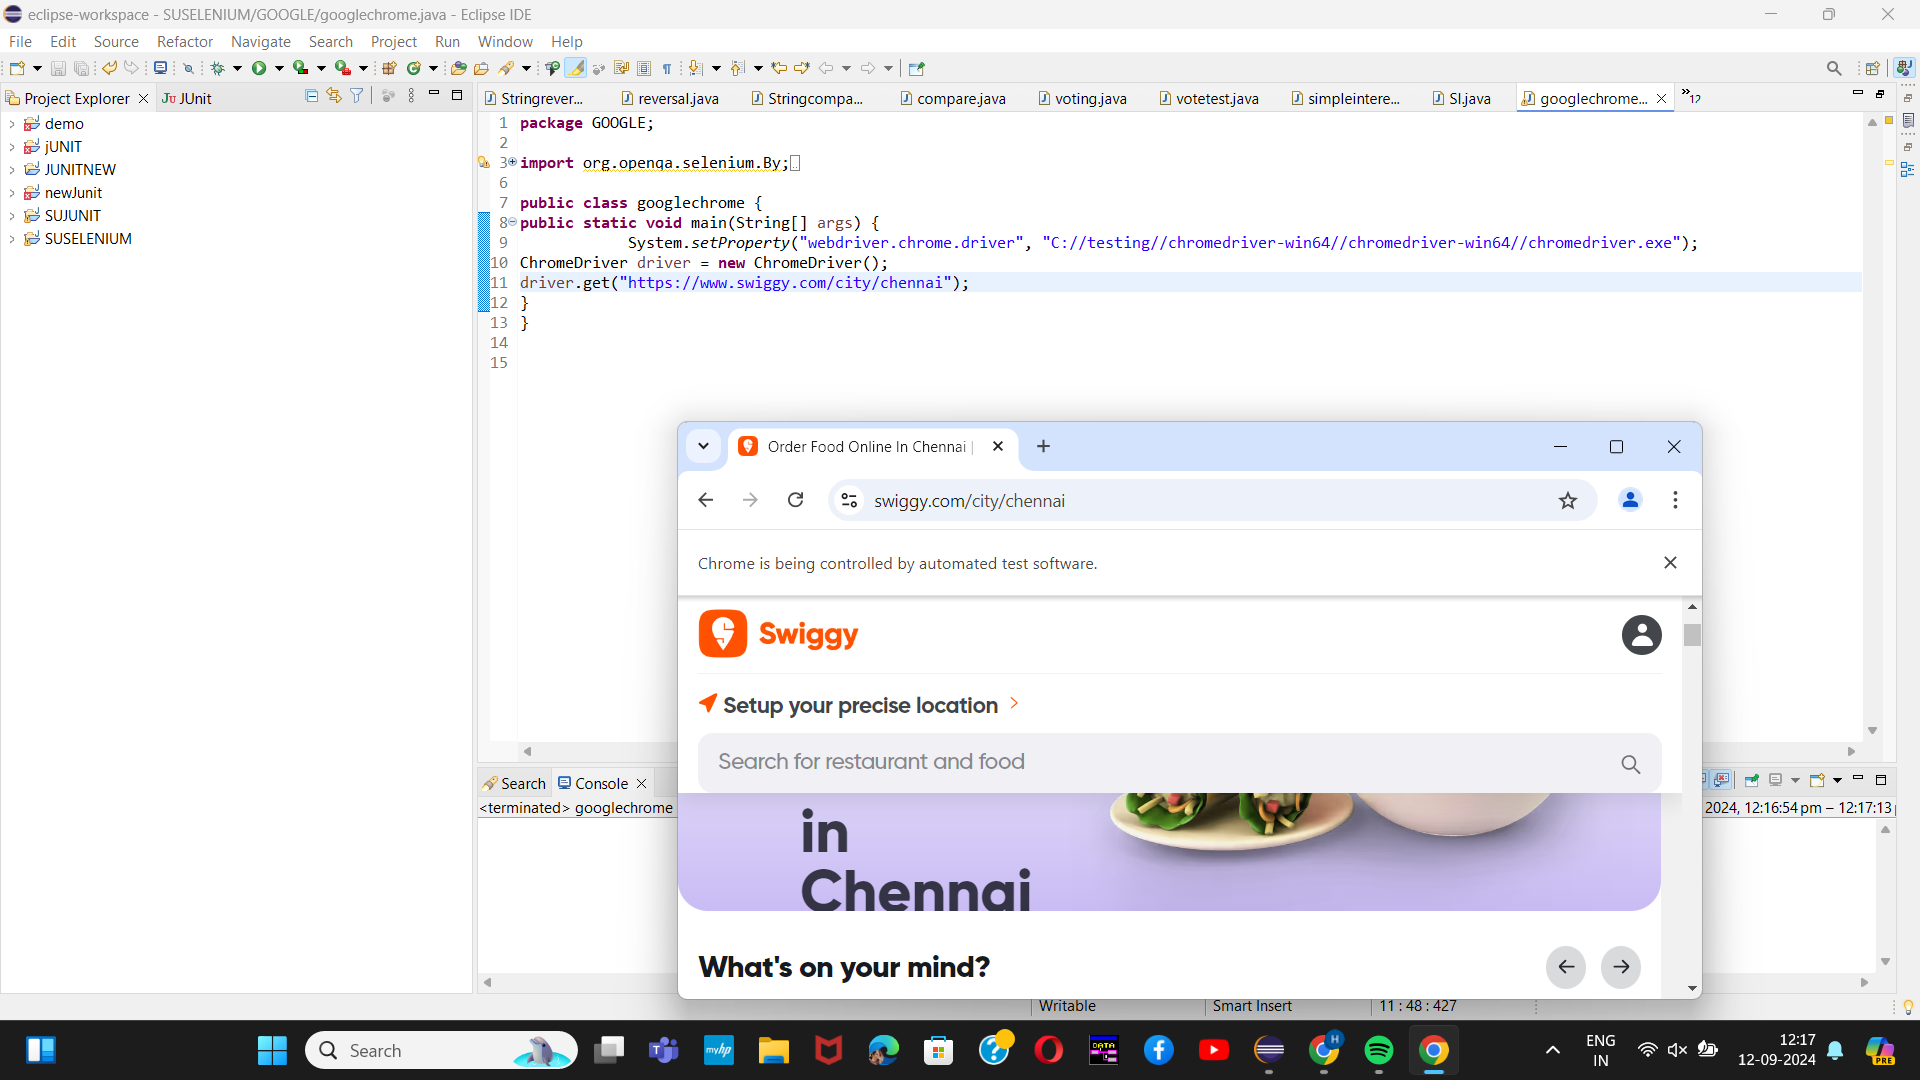 eclipse-workspace - SUSELENIUM/GOOGLE/googlechrome.java - Eclipse IDE
File Edit Source Refactor Navigate Search Project Run Window Help
Project Explorer JUnit
demo
jUNIT
JUNITNEW
newJunit
SUJUNIT
SUSELENIUM
Stringrever... reversal.java Stringcompa... compare.java voting.java votetest.java simpleintere... SI.java googlechrome... »12
1 package GOOGLE;
2
3 import org.openqa.selenium.By;
6
7 public class googlechrome {
8 public static void main(String[] args) {
9 System.setProperty("webdriver.chrome.driver", "C://testing//chromedriver-win64//chromedriver-win64//chromedriver.exe");
10 ChromeDriver driver = new ChromeDriver();
11 driver.get("https://www.swiggy.com/city/chennai");
12 }
13 }
14
15
Order Food Online In Chennai |
swiggy.com/city/chennai
Chrome is being controlled by automated test software.
Swiggy
Setup your precise location
Search for restaurant and food
in
Chennai
What's on your mind?
Search Console
<terminated> googlechrome
2024, 12:16:54 pm – 12:17:13
Writable Smart Insert 11 : 48 : 427
Search
myhp
DATA
H
ENG
IN
12:17
12-09-2024
PRE